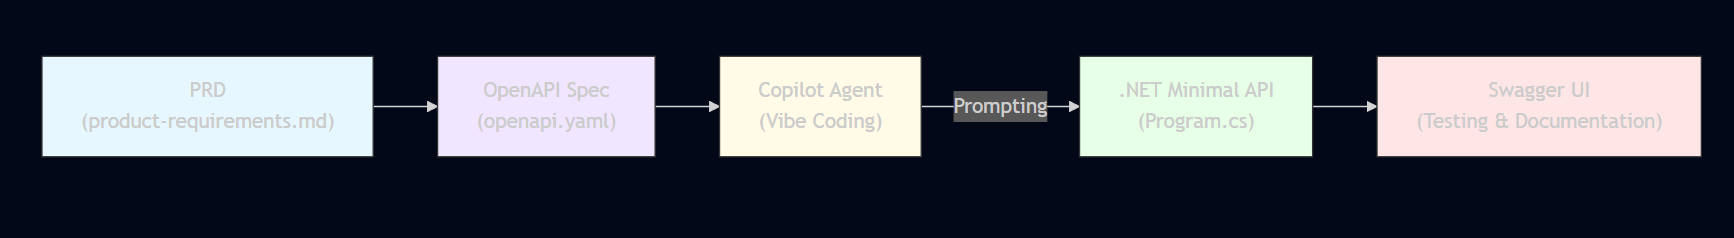 PRD
(product-requirements.md)
OpenAPI Spec
(openapi.yaml)
Copilot Agent
(Vibe Coding)
Prompting
.NET Minimal API
(Program.cs)
Swagger UI
(Testing & Documentation)